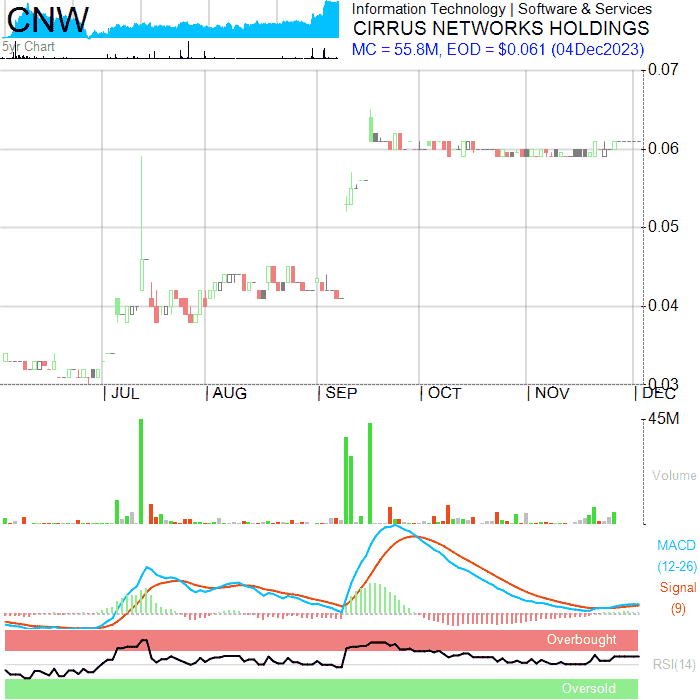 CNW
5yr Chart
Information Technology | Software & Services
CIRRUS NETWORKS HOLDINGS
MC = 55.8M, EOD = $0.061 (04Dec2023)
0.07
0.06
0.05
0.04
0.03
JUL
AUG
SEP
OCT
NOV
DEC
45M
Volume
MACD
(12-26)
Signal
(9)
Overbought
RSI(14)
Oversold